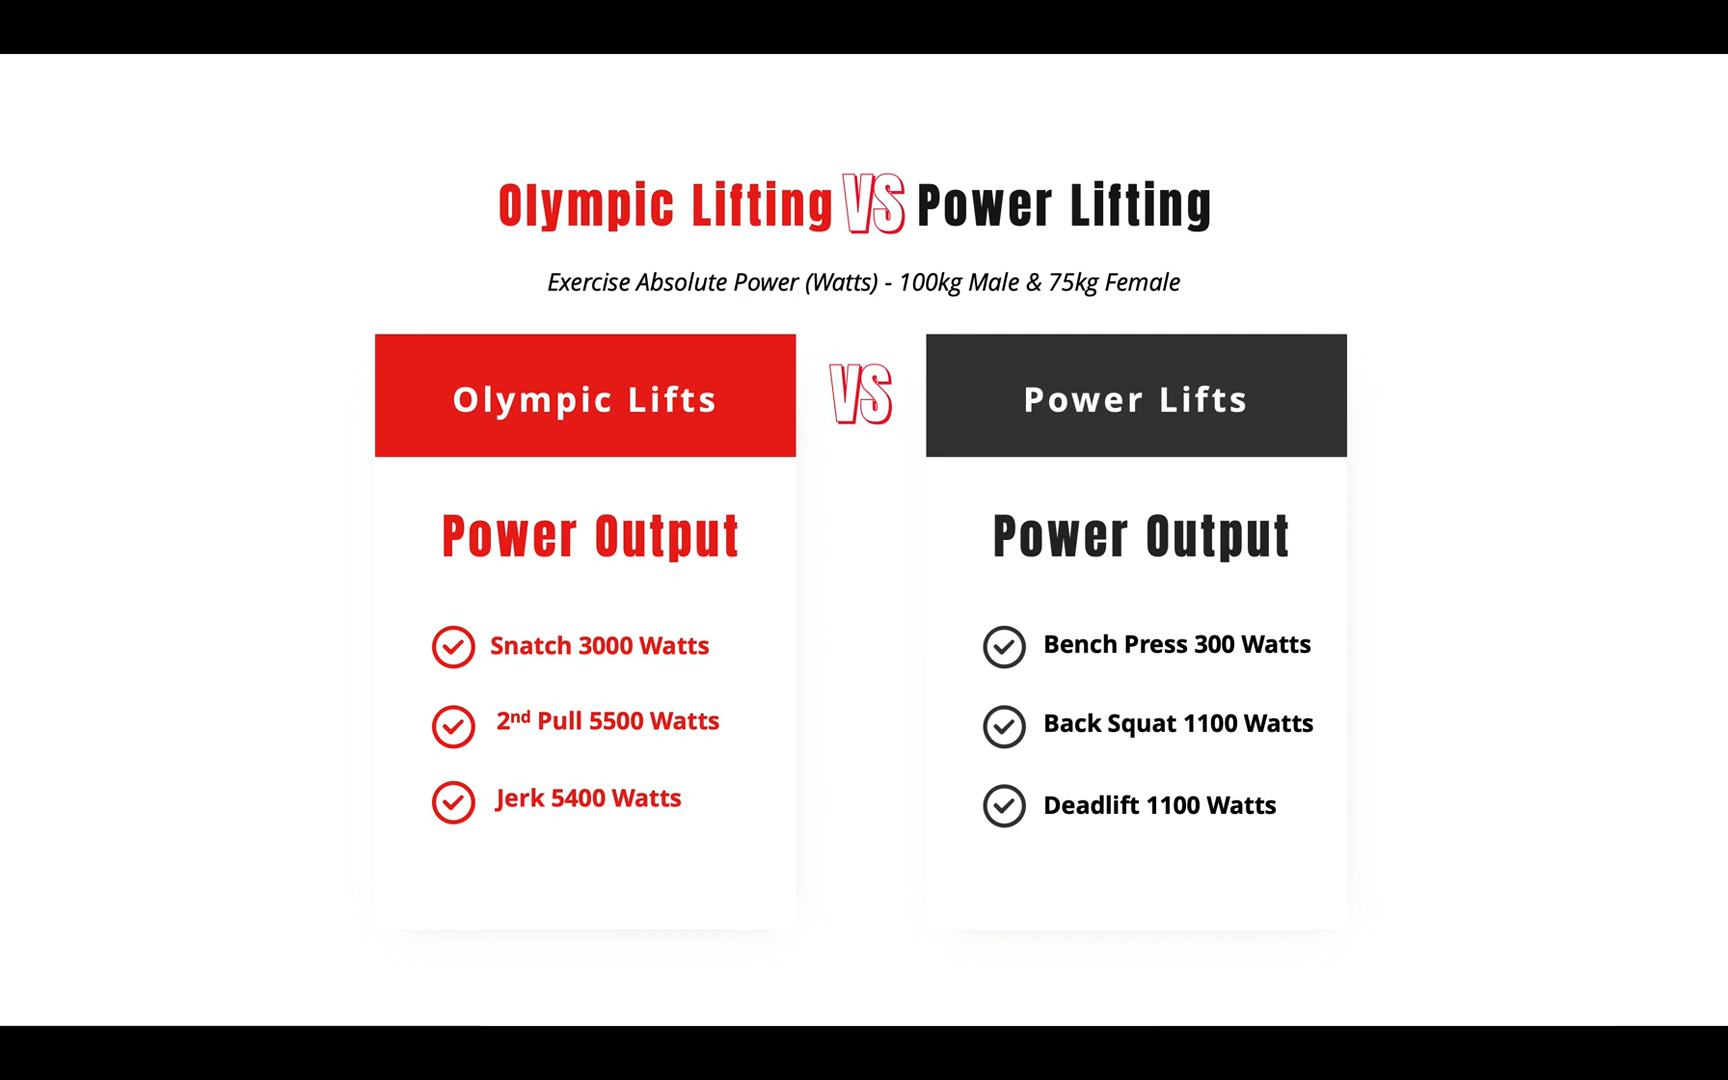 Olympic Lifting VS Power Lifting
Exercise Absolute Power (Watts) - 100kg Male & 75kg Female
Olympic Lifts
VS
Power Lifts
Power Output
Snatch 3000 Watts
2nd Pull 5500 Watts
Jerk 5400 Watts
Power Output
Bench Press 300 Watts
Back Squat 1100 Watts
Deadlift 1100 Watts